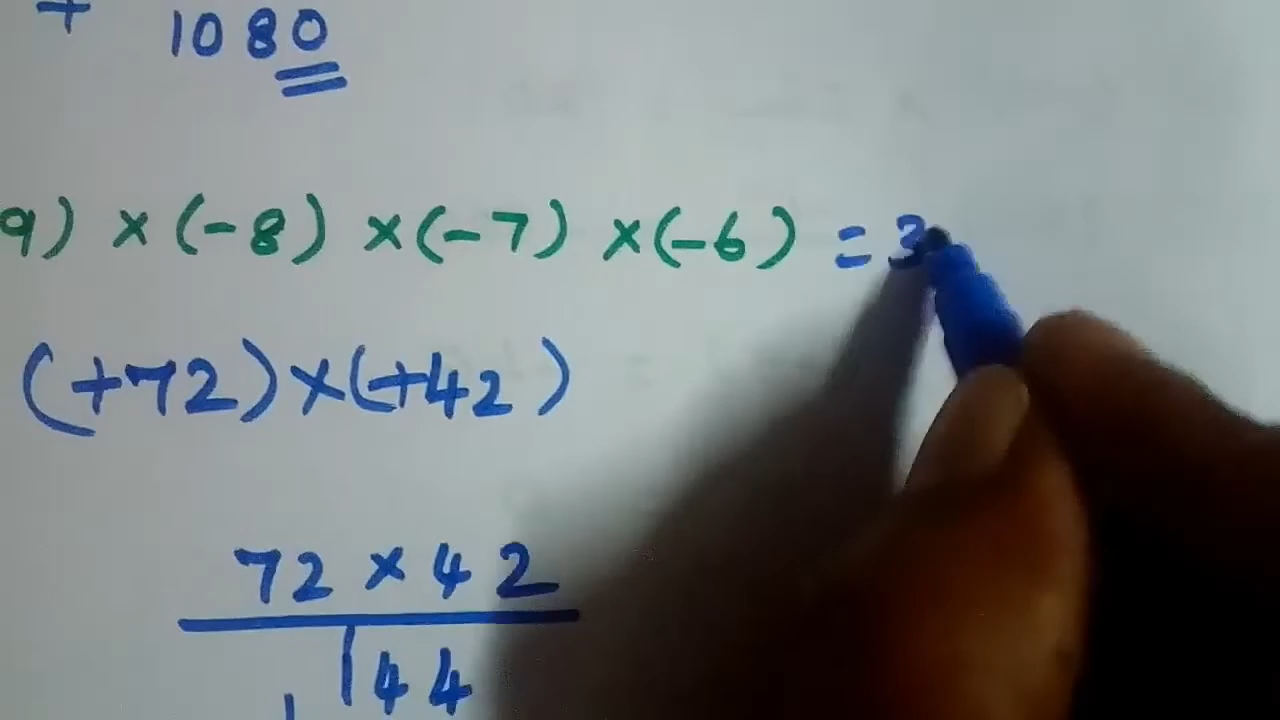 + 1080
9) × (-8) × (-7) × (-6) = 3
(+72)×(+42)
72 × 42
144